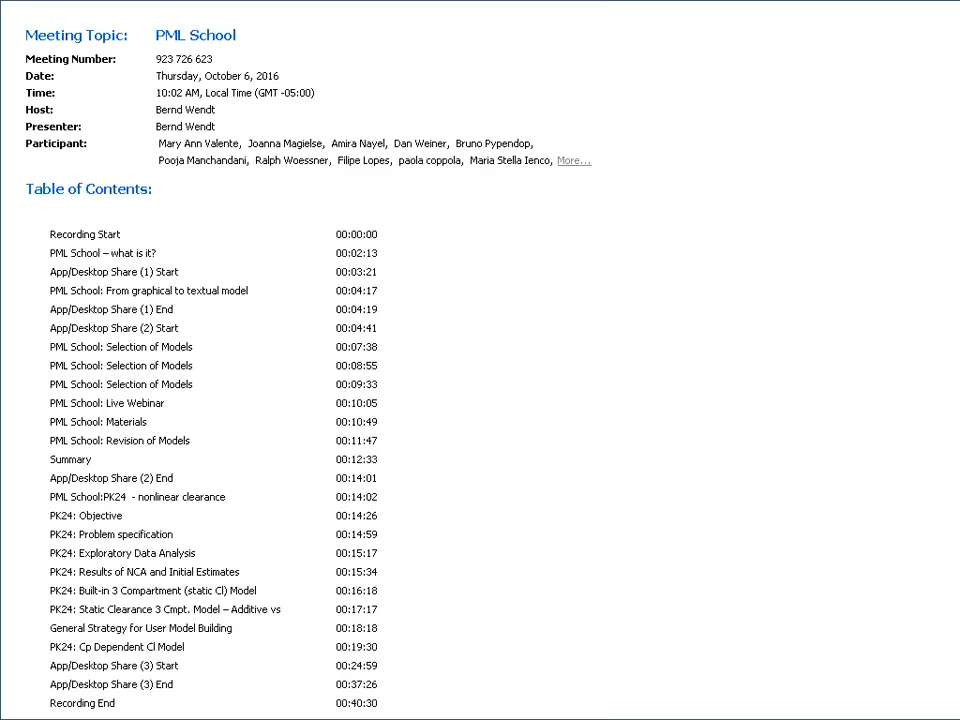 Meeting Topic: PML School
Meeting Number: 923 726 623
Date: Thursday, October 6, 2016
Time: 10:02 AM, Local Time (GMT -05:00)
Host: Bernd Wendt
Presenter: Bernd Wendt
Participant: Mary Ann Valente, Joanna Magielse, Amira Nayel, Dan Weiner, Bruno Pypendop,
Pooja Manchandani, Ralph Woessner, Filipe Lopes, paola coppola, Maria Stella Ienco, More...
Table of Contents:
Recording Start 00:00:00
PML School – what is it? 00:02:13
App/Desktop Share (1) Start 00:03:21
PML School: From graphical to textual model 00:04:17
App/Desktop Share (1) End 00:04:19
App/Desktop Share (2) Start 00:04:41
PML School: Selection of Models 00:07:38
PML School: Selection of Models 00:08:55
PML School: Selection of Models 00:09:33
PML School: Live Webinar 00:10:05
PML School: Materials 00:10:49
PML School: Revision of Models 00:11:47
Summary 00:12:33
App/Desktop Share (2) End 00:14:01
PML School:PK24 - nonlinear clearance 00:14:02
PK24: Objective 00:14:26
PK24: Problem specification 00:14:59
PK24: Exploratory Data Analysis 00:15:17
PK24: Results of NCA and Initial Estimates 00:15:34
PK24: Built-in 3 Compartment (static Cl) Model 00:16:18
PK24: Static Clearance 3 Cmpt. Model – Additive vs 00:17:17
General Strategy for User Model Building 00:18:18
PK24: Cp Dependent Cl Model 00:19:30
App/Desktop Share (3) Start 00:24:59
App/Desktop Share (3) End 00:37:26
Recording End 00:40:30